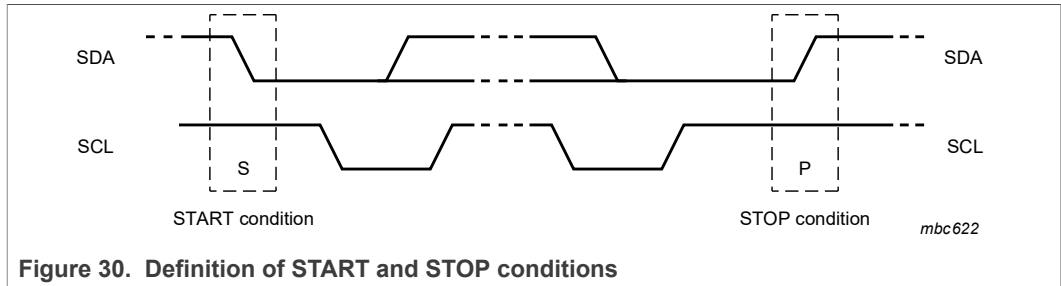 SDA SDA
SCL SCL
S P
START condition STOP condition
mbc622
Figure 30. Definition of START and STOP conditions